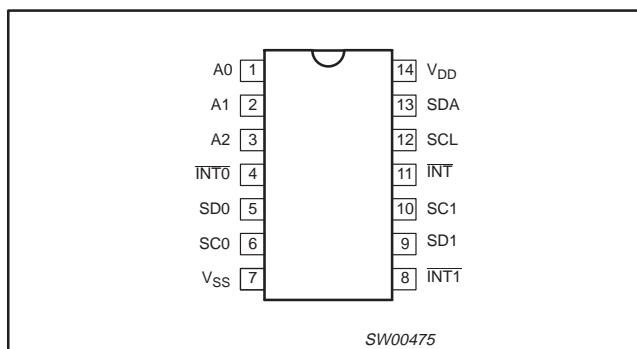 A0 1 14 VDD
A1 2 13 SDA
A2 3 12 SCL
INT0 4 11 INT
SD0 5 10 SC1
SC0 6 9 SD1
VSS 7 8 INT1
SW00475